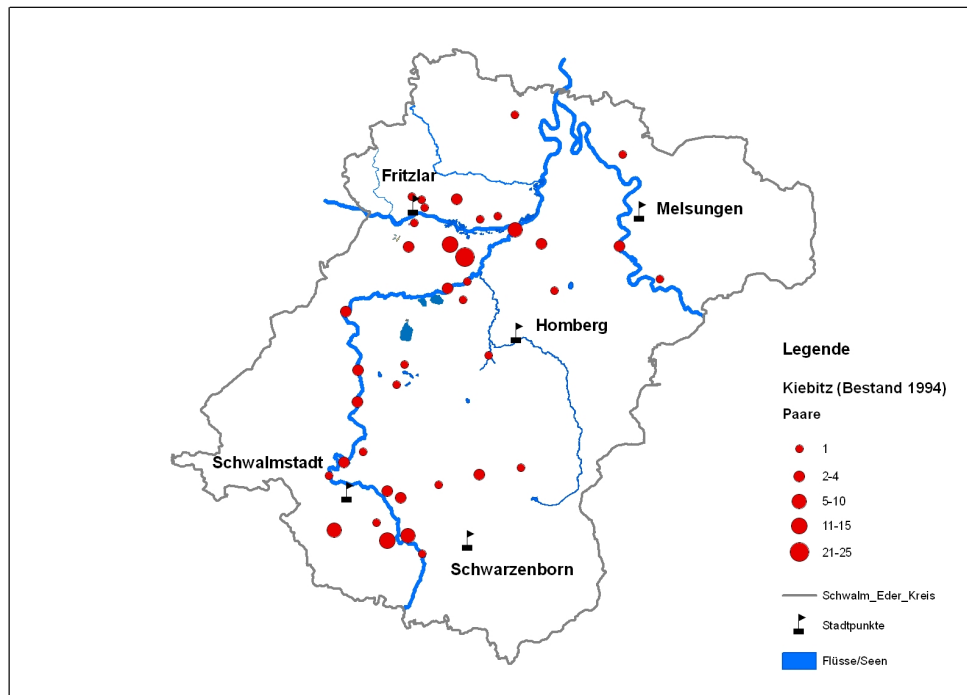 Fritzlar
Melsungen
Homberg
Schwalmstadt
Schwarzenborn
Legende
Kiebitz (Bestand 1994)
Paare
1
2-4
5-10
11-15
21-25
Schwalm_Eder_Kreis
Stadtpunkte
Flüsse/Seen